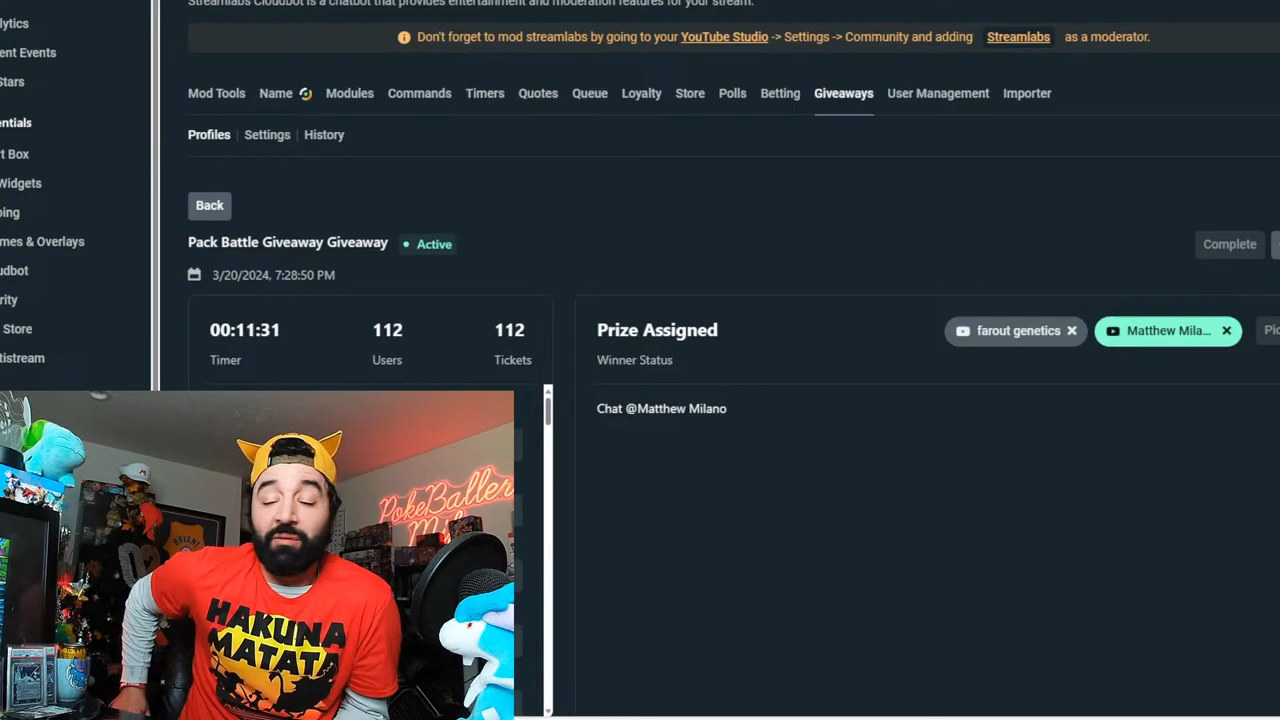 Streamlabs Cloudbot is a chatbot that provides entertainment and moderation features for your stream.
Don't forget to mod streamlabs by going to your YouTube Studio -> Settings -> Community and adding Streamlabs as a moderator.
Mod Tools Name Modules Commands Timers Quotes Queue Loyalty Store Polls Betting Giveaways User Management Importer
Profiles | Settings | History
Back
Pack Battle Giveaway Giveaway • Active
Complete
3/20/2024, 7:28:50 PM
00:11:31 112 112
Timer Users Tickets
Prize Assigned
farout genetics × Matthew Mila... ×
Winner Status
Chat @Matthew Milano
lytics
ent Events
Stars
entials
t Box
Widgets
ping
mes & Overlays
udbot
rity
Store
tistream
PokeBaller
BRYANT
HAKUNA
MATATA